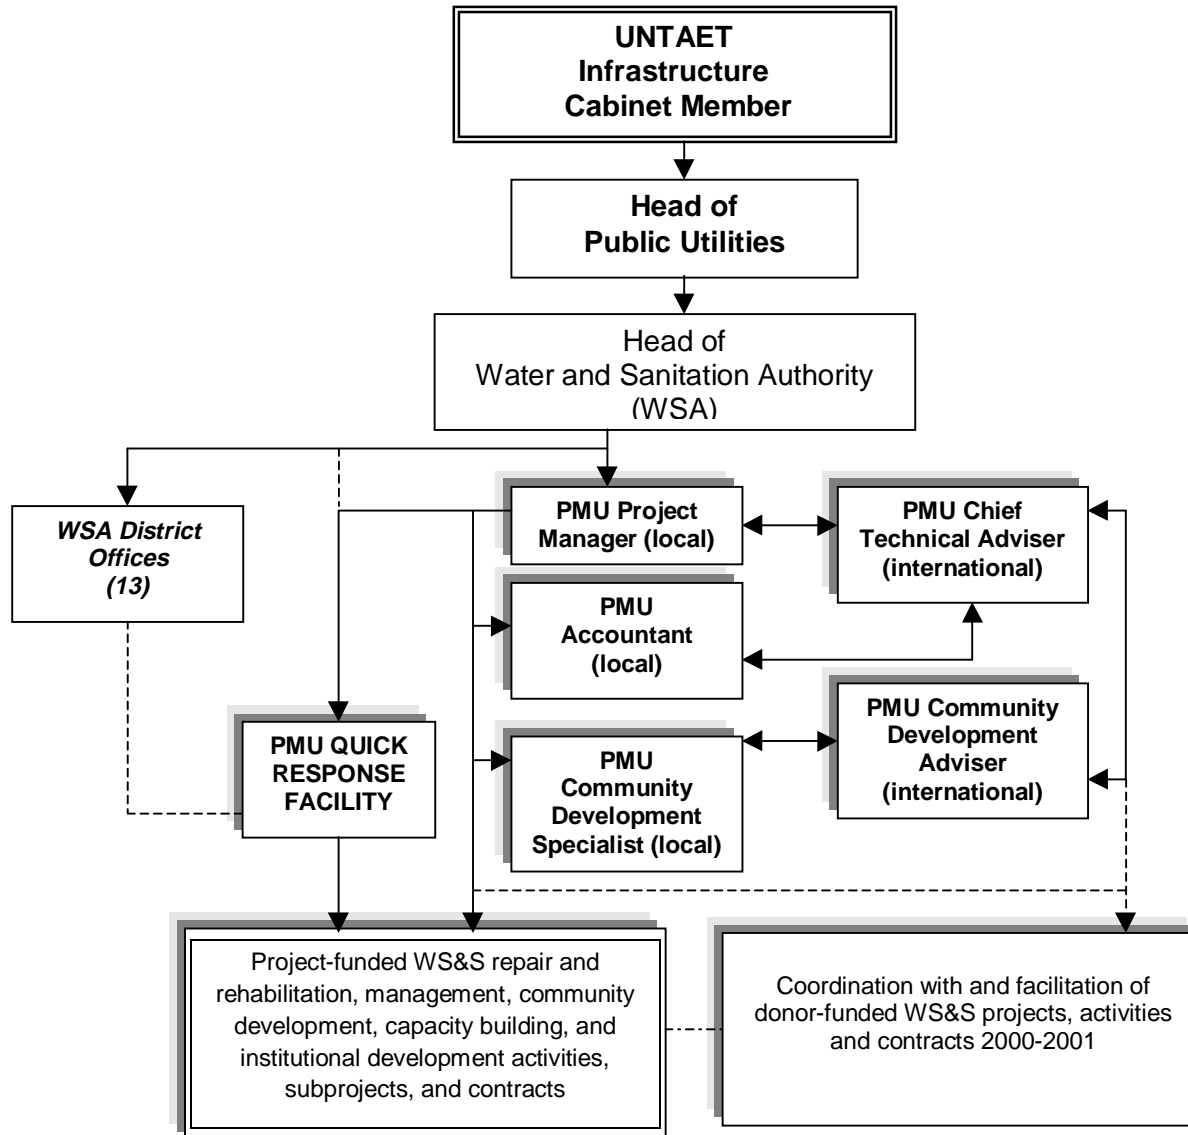 UNTAET
Infrastructure
Cabinet Member
Head of
Public Utilities
Head of
Water and Sanitation Authority
(WSA)
WSA District
Offices
(13)
PMU Project
Manager (local)
PMU Chief
Technical Adviser
(international)
PMU
Accountant
(local)
PMU QUICK
RESPONSE
FACILITY
PMU
Community
Development
Specialist (local)
PMU Community
Development
Adviser
(international)
Project-funded WS&S repair and
rehabilitation, management, community
development, capacity building, and
institutional development activities,
subprojects, and contracts
Coordination with and facilitation of
donor-funded WS&S projects, activities
and contracts 2000-2001